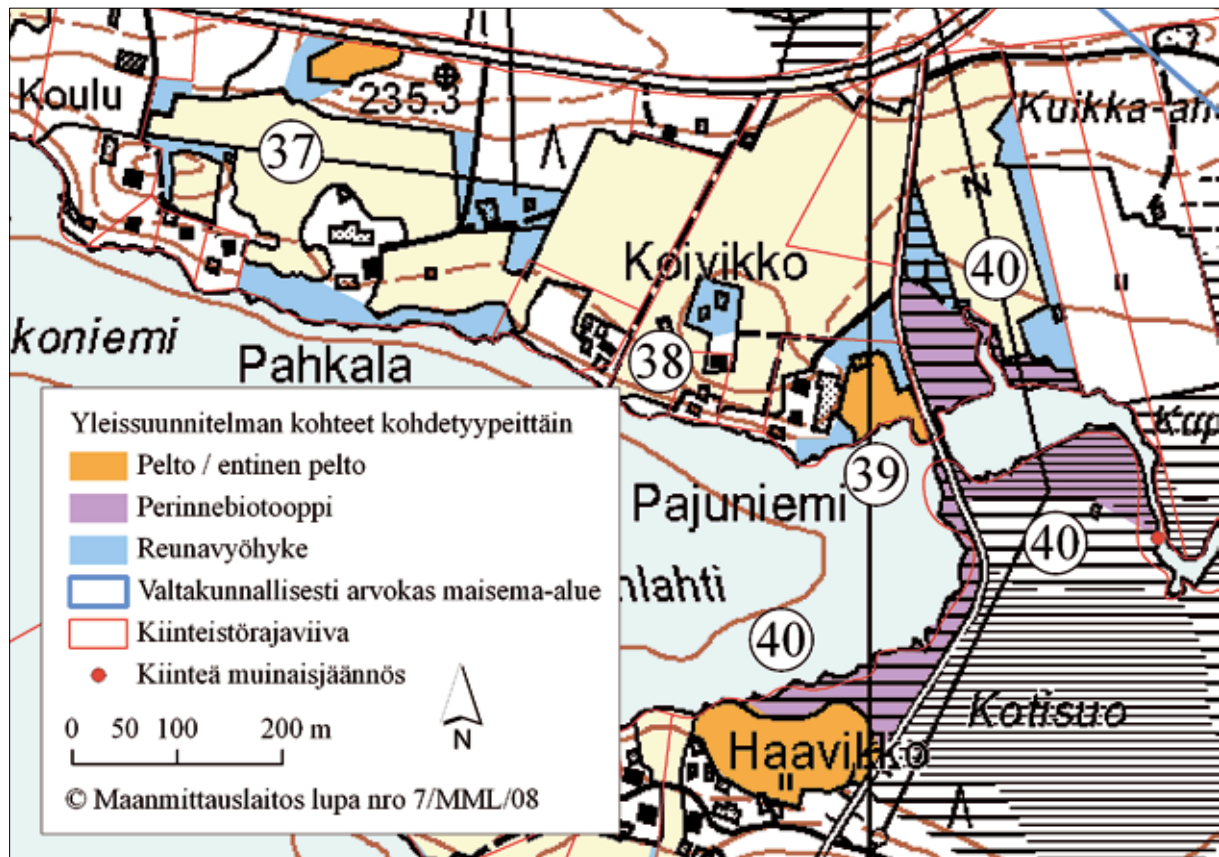 Koulu
235.3
Kuikka-ah
37
Koivikko
40
koniemi
Pahkala
38
Yleissuunnitelman kohteet kohdetyypeittäin
Pelto / entinen pelto
Perinnebiotooppi
Reunavyöhyke
Valtakunnallisesti arvokas maisema-alue
Kiinteistörajaviiva
Kiinteä muinaisjäännös
0 50 100 200 m
N
© Maanmittauslaitos lupa nro 7/MML/08
39
Pajuniemi
40
nlahti
40
Kotisuo
Haavikko